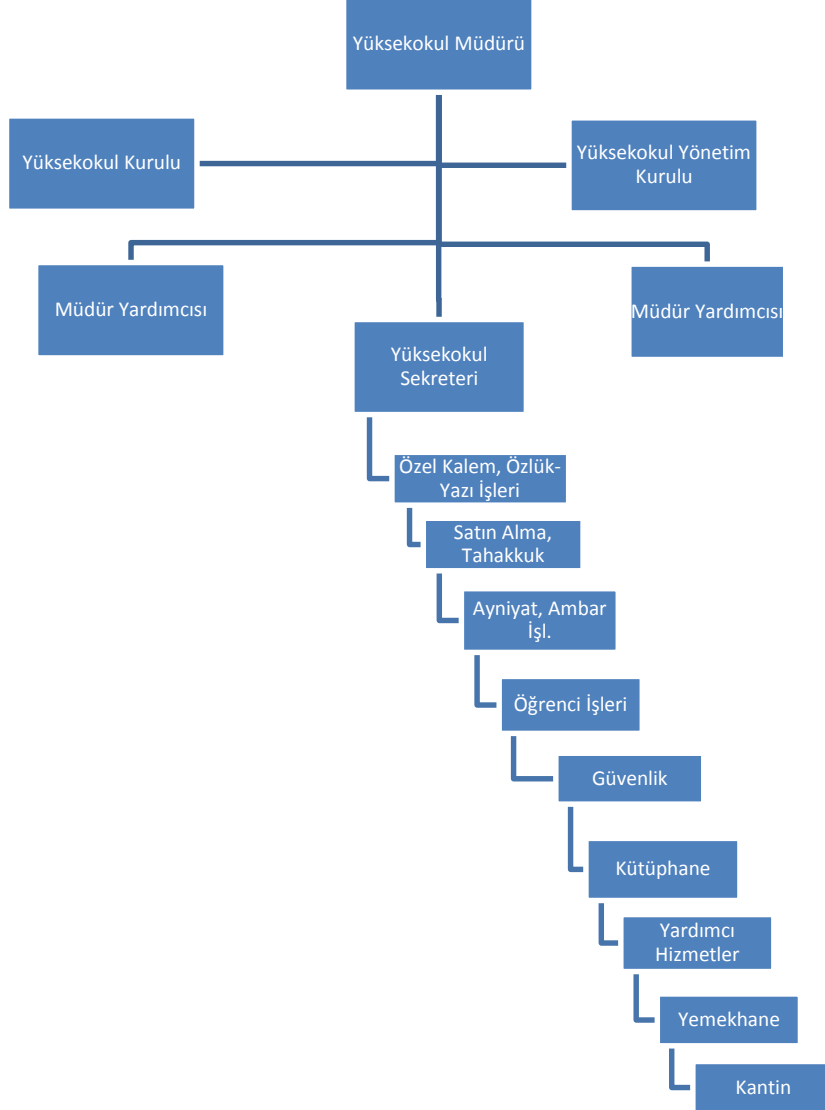 Yüksekokul Müdürü
Yüksekokul Kurulu
Yüksekokul Yönetim
Kurulu
Müdür Yardımcısı
Müdür Yardımcısı
Yüksekokul
Sekreteri
Özel Kalem, Özlük-
Yazı İşleri
Satın Alma,
Tahakkuk
Ayniyat, Ambar
İşl.
Öğrenci İşleri
Güvenlik
Kütüphane
Yardımcı
Hizmetler
Yemekhane
Kantin